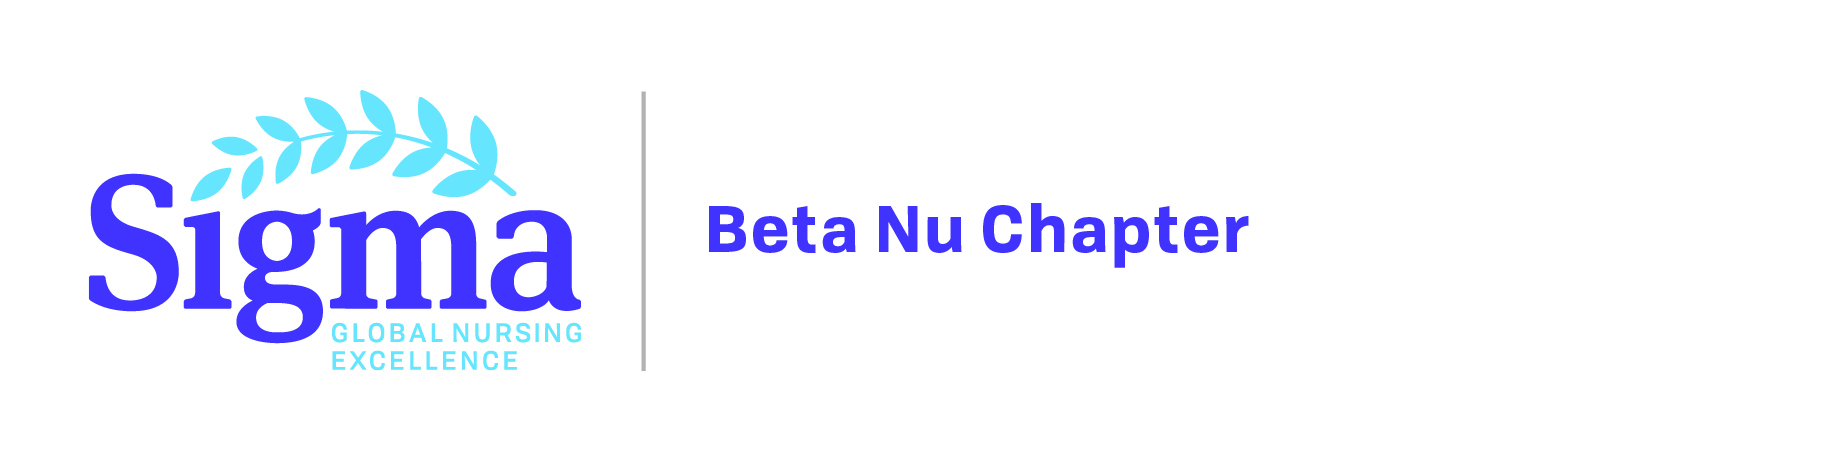 Sigma
GLOBAL NURSING
EXCELLENCE
Beta Nu Chapter